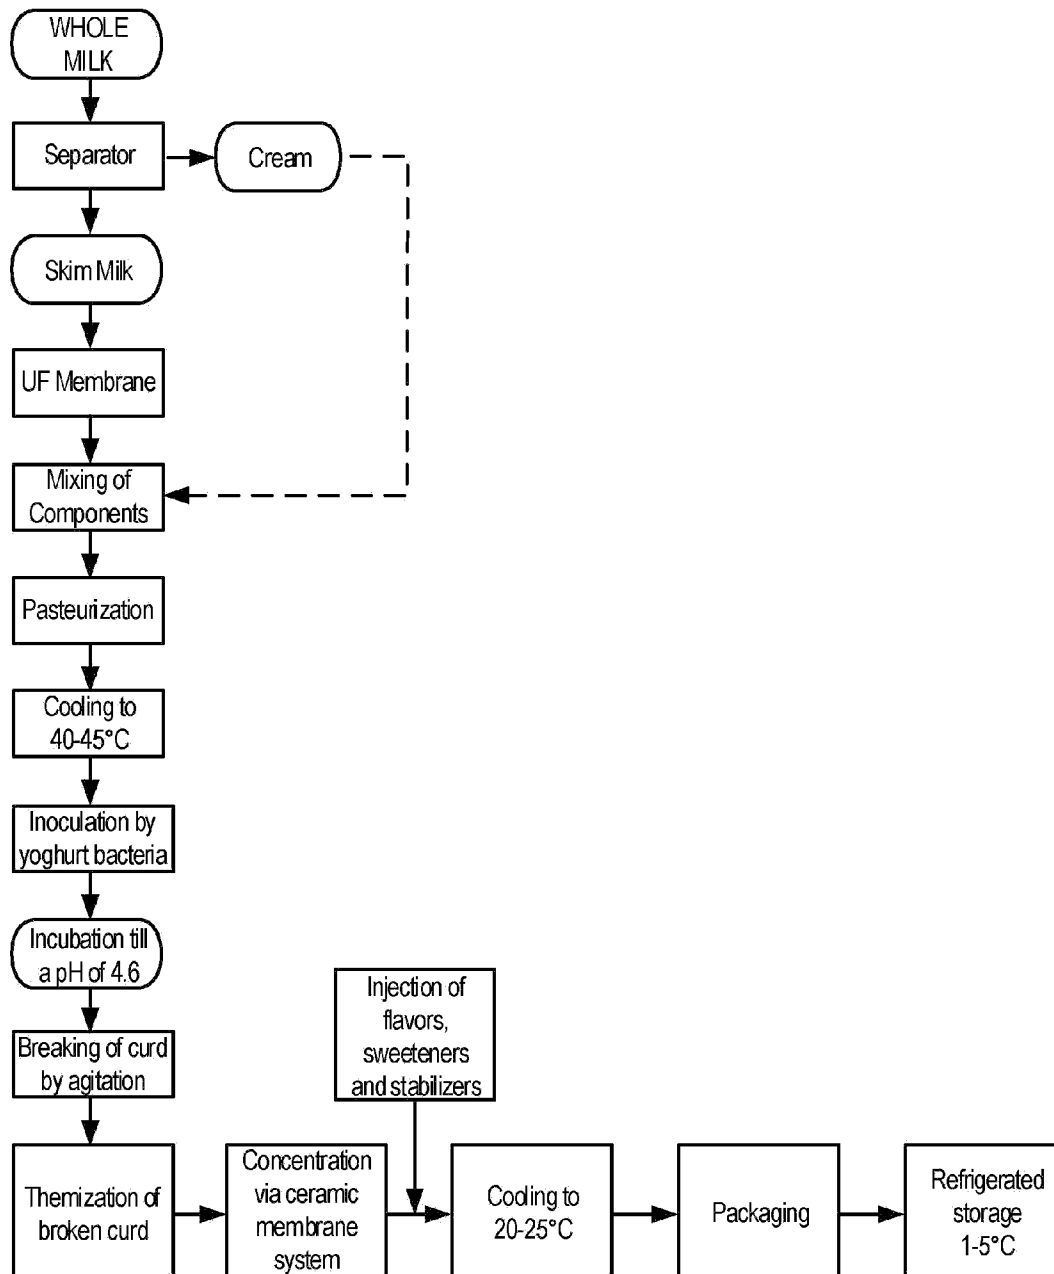 WHOLE
MILK
Separator
Cream
Skim Milk
UF Membrane
Mixing of
Components
Pasteurization
Cooling to
40-45°C
Inoculation by
yoghurt bacteria
Incubation till
a pH of 4.6
Breaking of curd
by agitation
Injection of
flavors,
sweeteners
and stabilizers
Themization of
broken curd
Concentration
via ceramic
membrane
system
Cooling to
20-25°C
Packaging
Refrigerated
storage
1-5°C